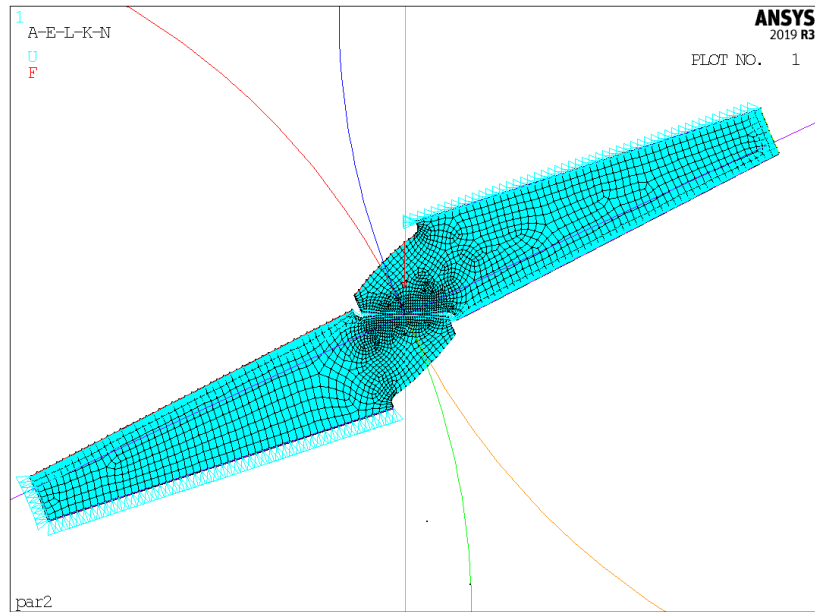 1
A-E-L-K-N
U
F
ANSYS
2019 R3
PLOT NO. 1
par2